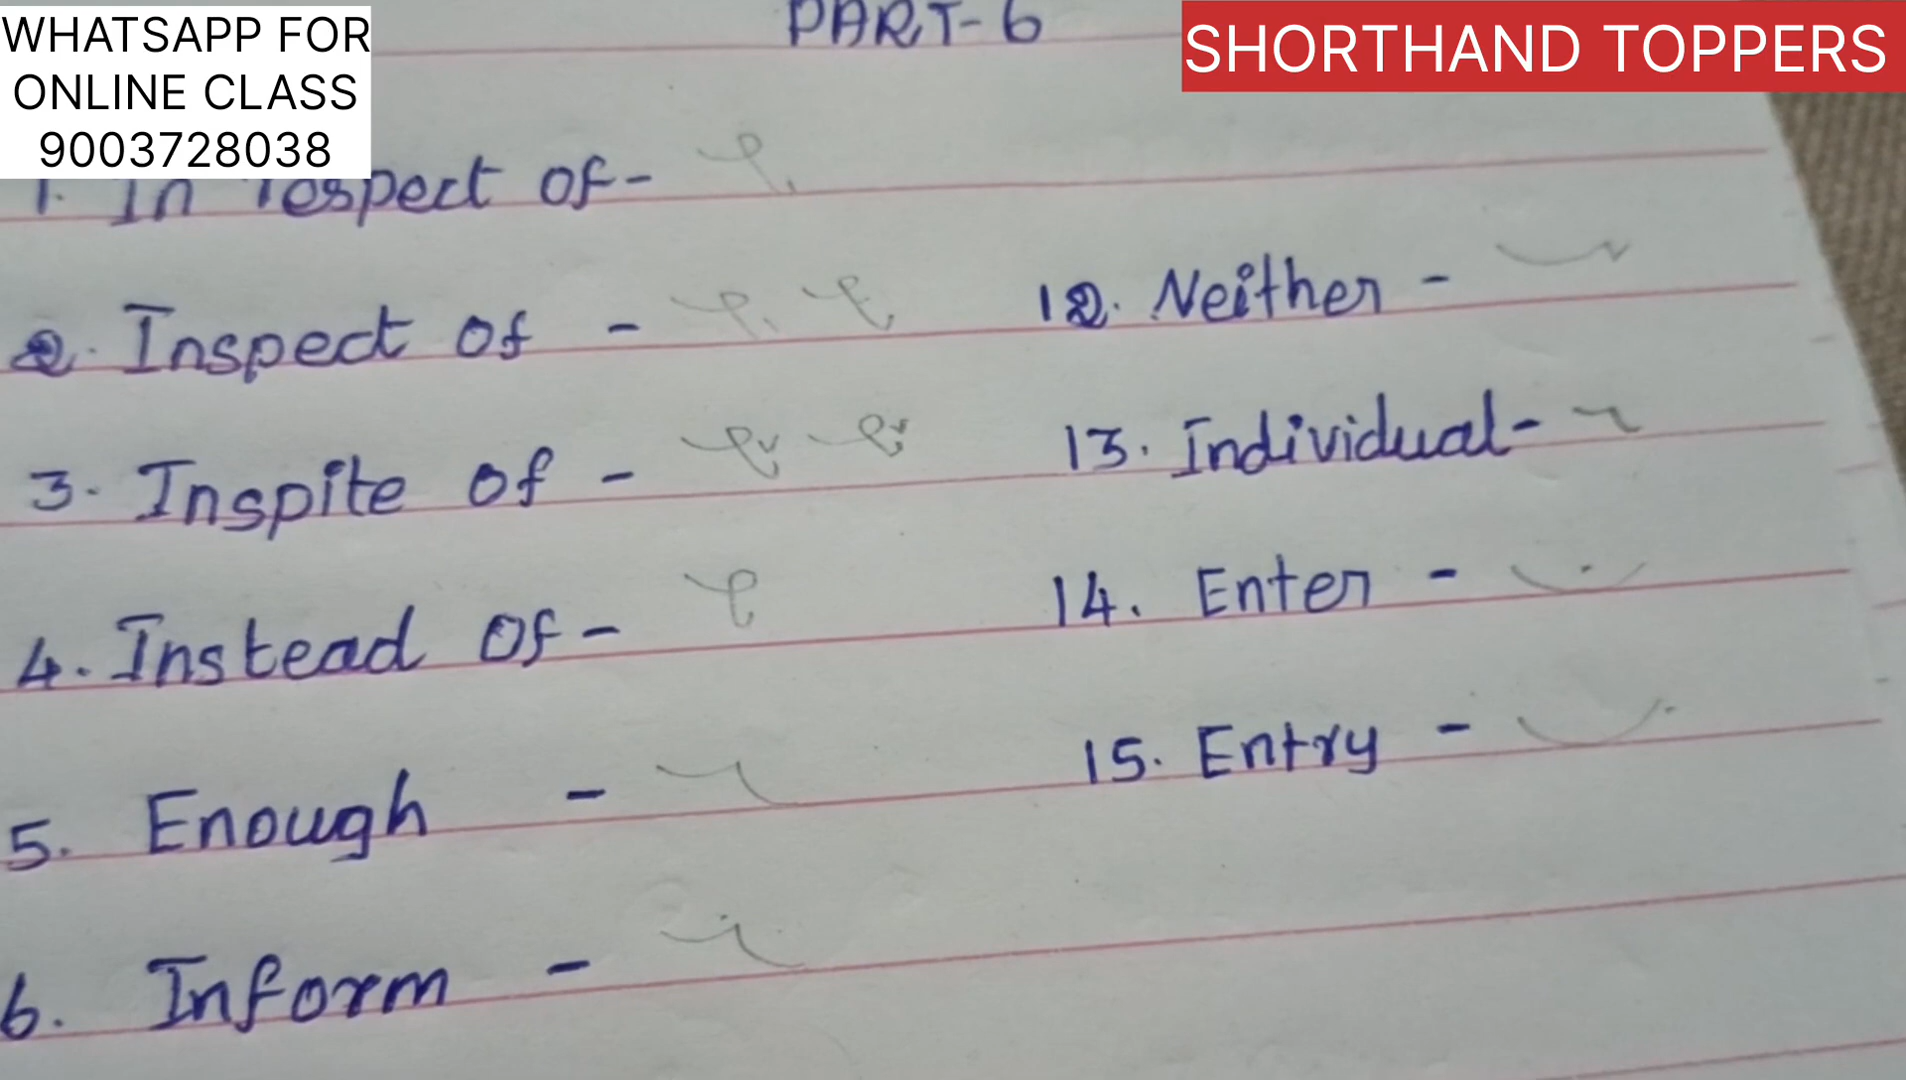 WHATSAPP FOR
ONLINE CLASS
9003728038
SHORTHAND TOPPERS
PART-6
1. In respect of -
2. Inspect of -
3. Inspite of -
4. Instead of -
5. Enough -
6. Inform -
12. Neither -
13. Individual -
14. Enter -
15. Entry -